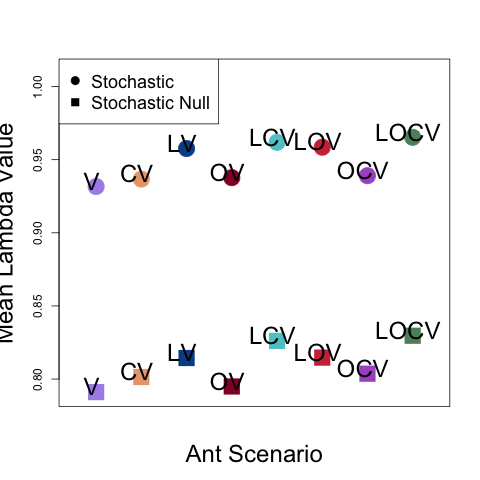 Stochastic
Stochastic Null
1.00
0.95
0.90
0.85
0.80
Mean Lambda Value
V
CV
LV
OV
LCV
LOV
OCV
LOCV
V
CV
LV
OV
LCV
LOV
OCV
LOCV
Ant Scenario